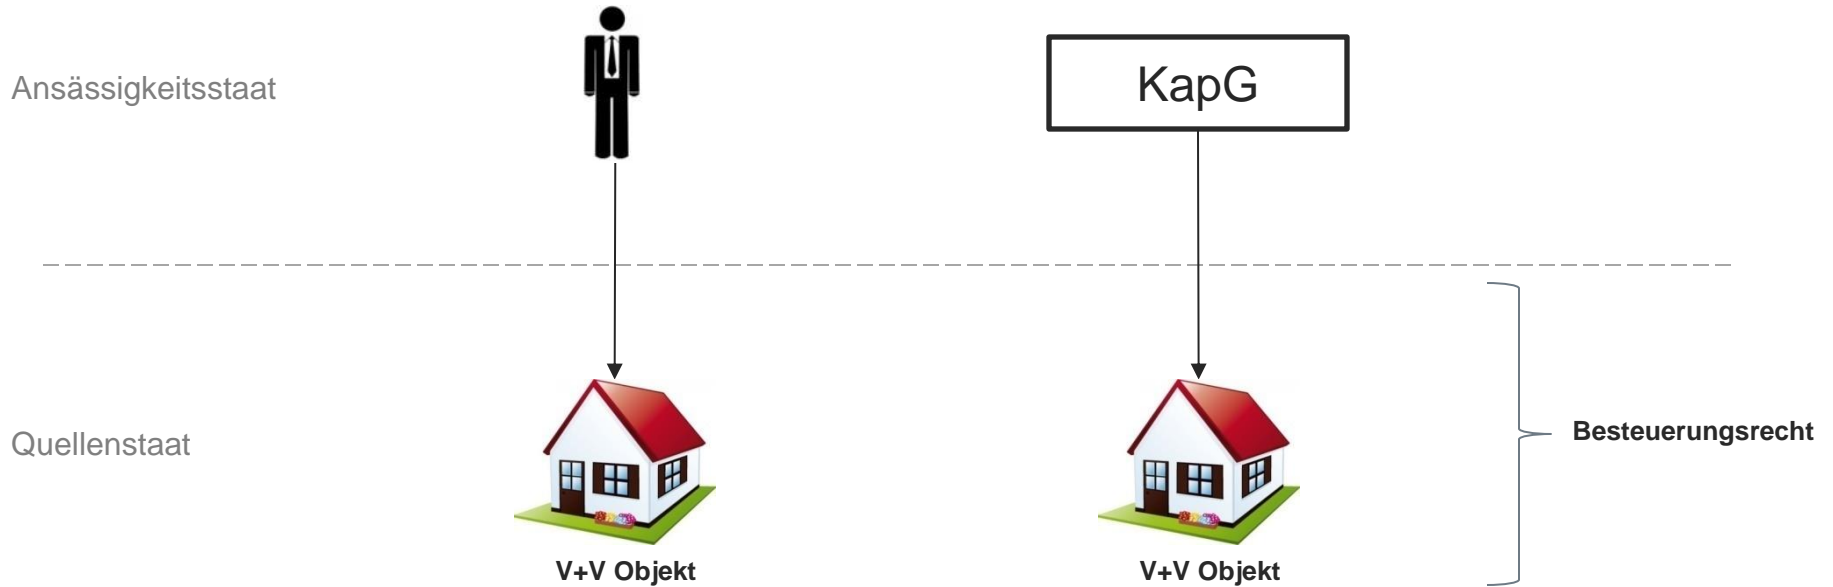 KapG
Ansässigkeitsstaat
Quellenstaat
Besteuerungsrecht
V+V Objekt
V+V Objekt